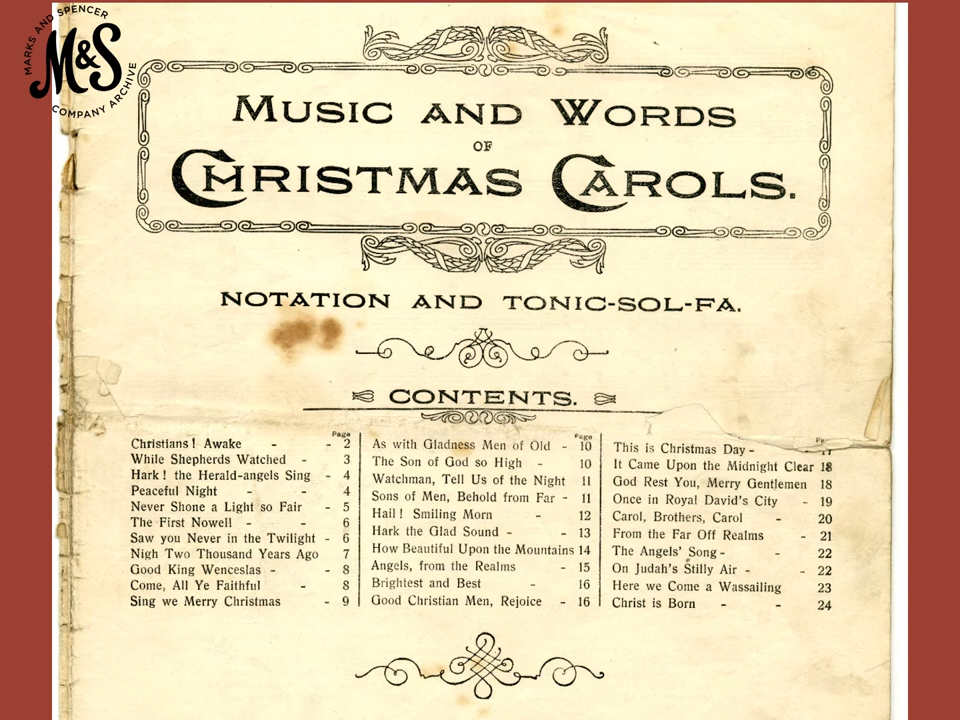 MARKS AND SPENCER
M&S
COMPANY ARCHIVE
MUSIC AND WORDS
OF
CHRISTMAS CAROLS.
NOTATION AND TONIC-SOL-FA.
CONTENTS.
Page
Christians! Awake - - 2
While Shepherds Watched - 3
Hark! the Herald-angels Sing - 4
Peaceful Night - - 4
Never Shone a Light so Fair - 5
The First Nowell - - 6
Saw you Never in the Twilight - 6
Nigh Two Thousand Years Ago 7
Good King Wenceslas - - 8
Come, All Ye Faithful - 8
Sing we Merry Christmas - 9
Page
As with Gladness Men of Old - 10
The Son of God so High - 10
Watchman, Tell Us of the Night 11
Sons of Men, Behold from Far - 11
Hail! Smiling Morn - 12
Hark the Glad Sound - - 13
How Beautiful Upon the Mountains 14
Angels, from the Realms - 15
Brightest and Best - 16
Good Christian Men, Rejoice - 16
This is Christmas Day -
It Came Upon the Midnight Clear 18
God Rest You, Merry Gentlemen 18
Once in Royal David's City - 19
Carol, Brothers, Carol - 20
From the Far Off Realms - 21
The Angels' Song - - 22
On Judah's Stilly Air - - 22
Here we Come a Wassailing 23
Christ is Born - - 24